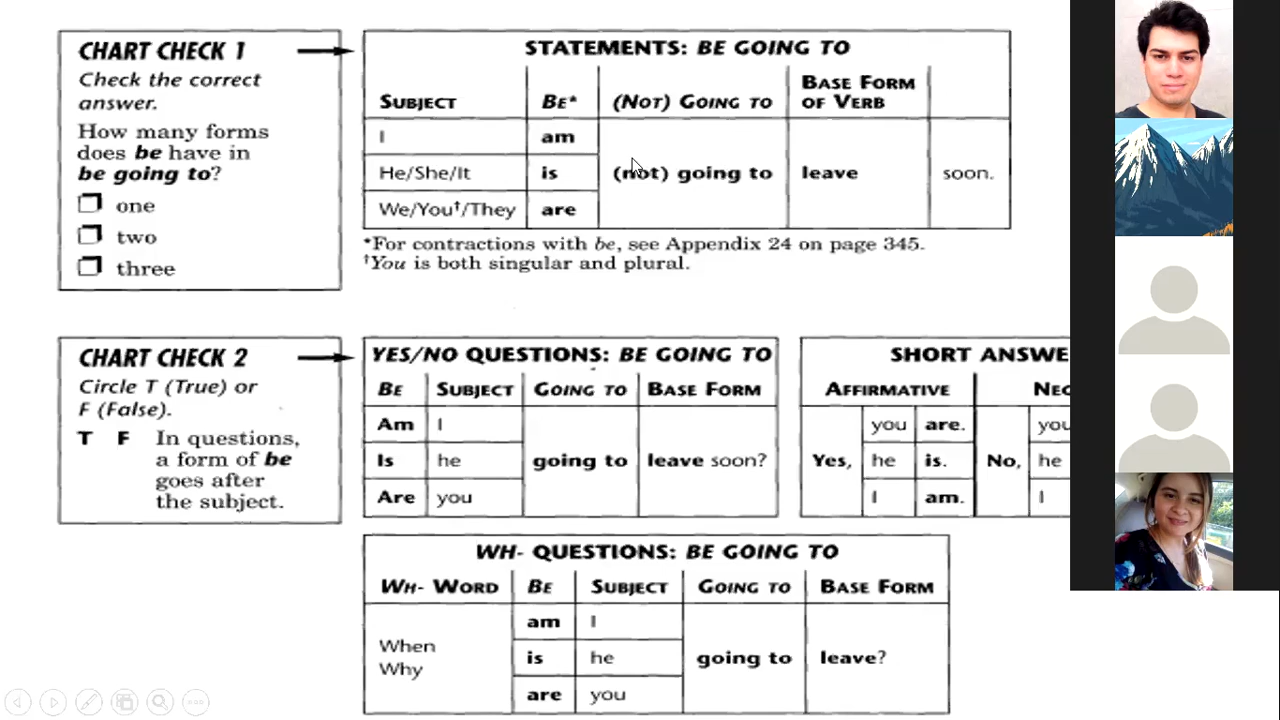 CHART CHECK 1
Check the correct
answer.
How many forms
does be have in
be going to?
one
two
three
STATEMENTS: BE GOING TO
SUBJECT BE* (NOT) GOING TO BASE FORM OF VERB
I am
He/She/It is (not) going to leave soon.
We/You†/They are
*For contractions with be, see Appendix 24 on page 345.
†You is both singular and plural.
CHART CHECK 2
Circle T (True) or
F (False).
T F In questions,
a form of be
goes after
the subject.
YES/NO QUESTIONS: BE GOING TO
BE SUBJECT GOING TO BASE FORM
Am I
Is he going to leave soon?
Are you
SHORT ANSWE
AFFIRMATIVE NEG
you are. you
Yes, he is. No, he
I am. I
WH- QUESTIONS: BE GOING TO
WH- WORD BE SUBJECT GOING TO BASE FORM
When
Why
am I
is he going to leave?
are you